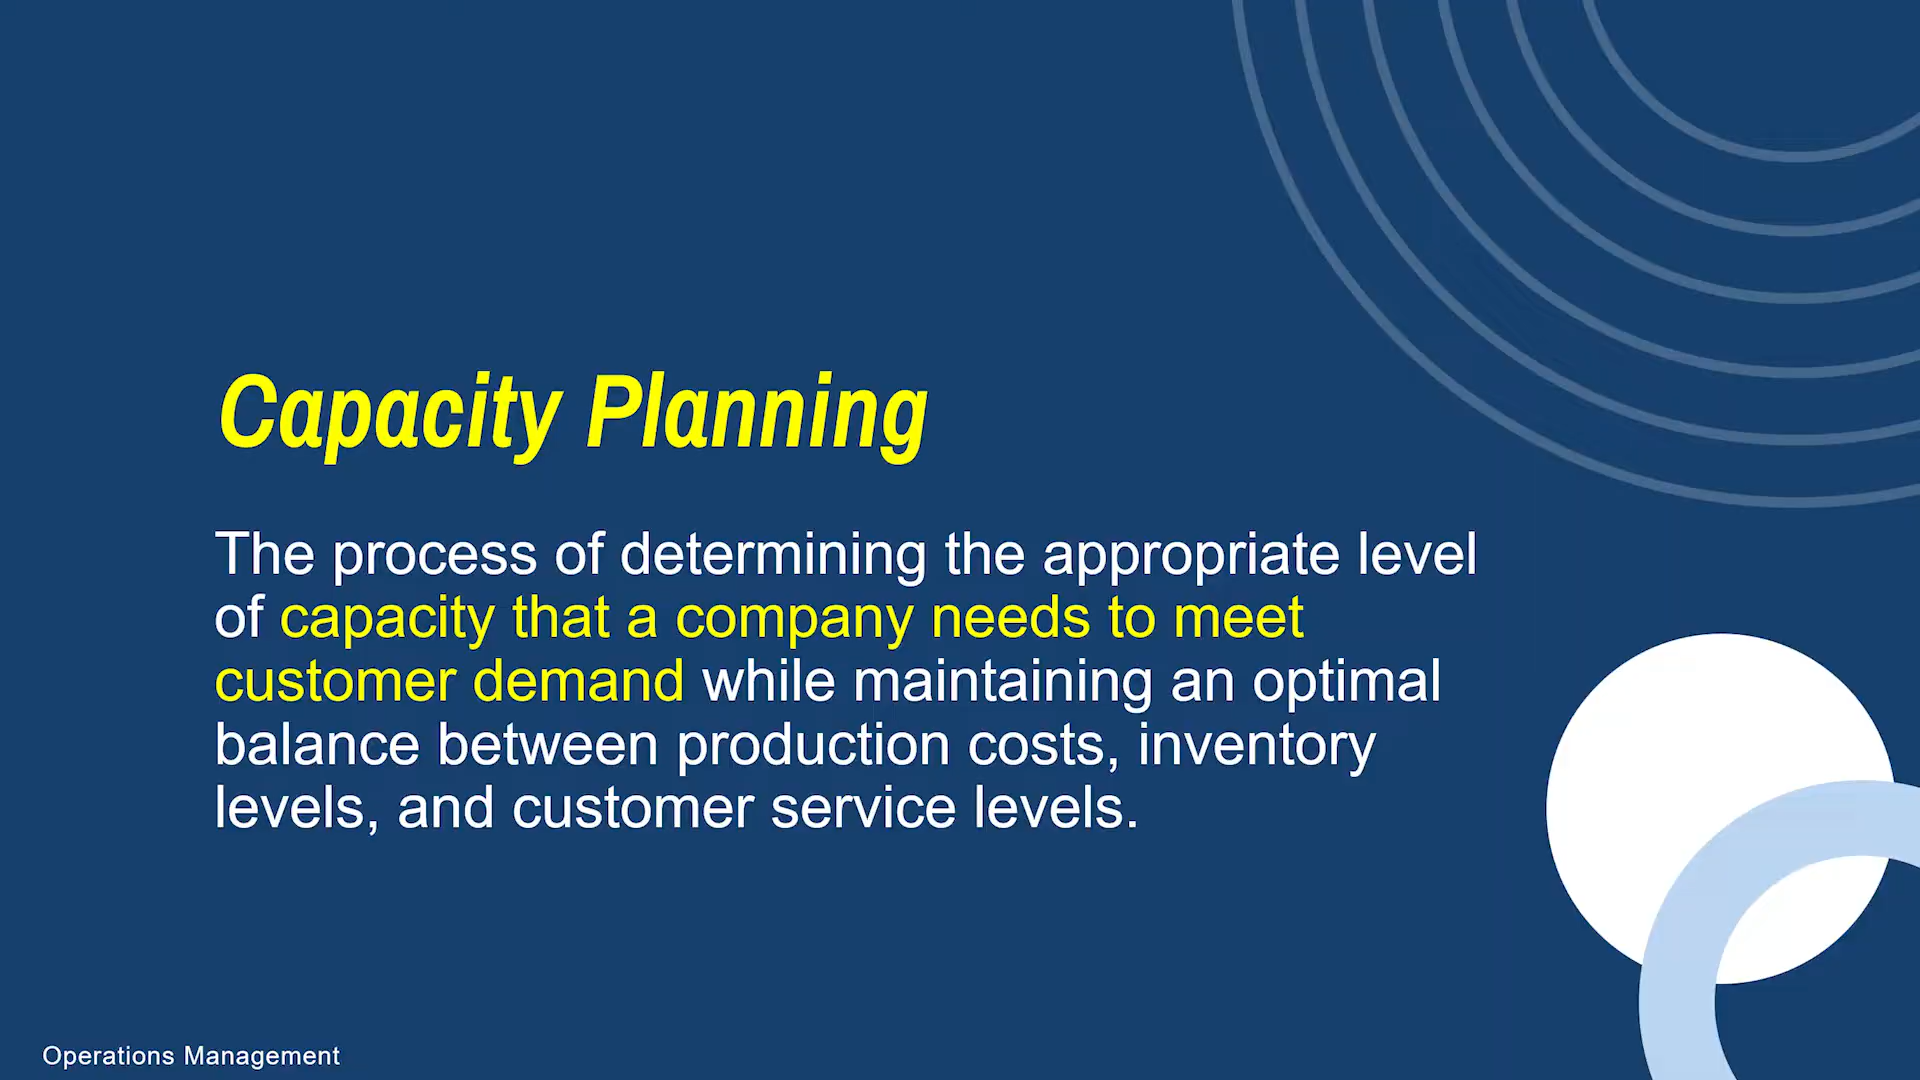 Capacity Planning
The process of determining the appropriate level
of capacity that a company needs to meet
customer demand while maintaining an optimal
balance between production costs, inventory
levels, and customer service levels.
Operations Management